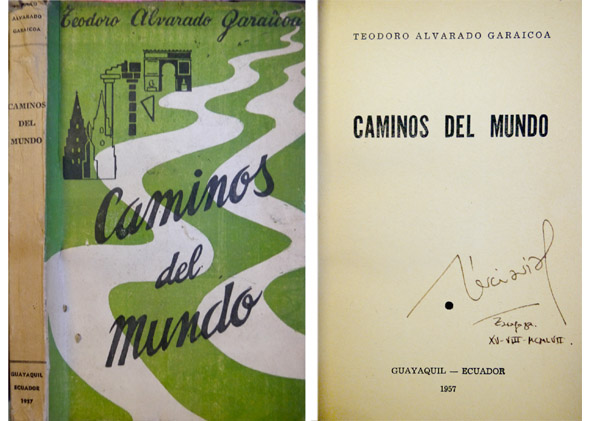 TEODORO
ALVARADO
GARAICOA
CAMINOS
DEL
MUNDO
GUAYAQUIL
ECUADOR
1957
Teodoro Alvarado Garaicoa
Caminos
del
Mundo
TEODORO ALVARADO GARAICOA
CAMINOS DEL MUNDO
XV-VIII-MCMLVII.
GUAYAQUIL — ECUADOR
1957